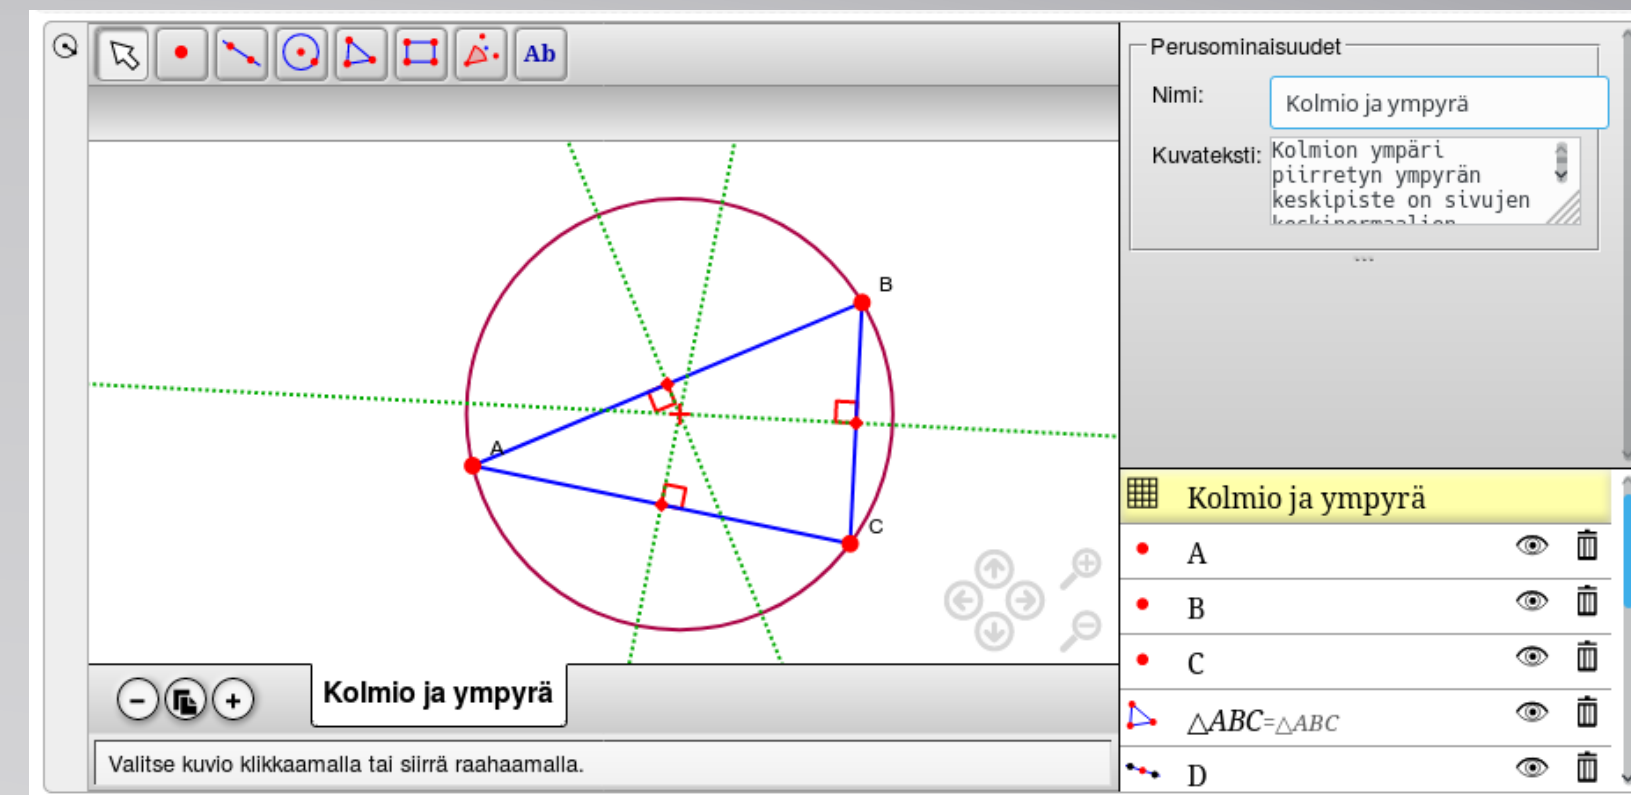 Ab
Perusominaisuudet
Nimi:
Kolmio ja ympyrä
Kuvateksti:
Kolmion ympäri
piirretyn ympyrän
keskipiste on sivujen
keskinormaalien
B
A
C
Kolmio ja ympyrä
A
B
C
△ABC=△ABC
D
Kolmio ja ympyrä
Valitse kuvio klikkaamalla tai siirrä raahaamalla.